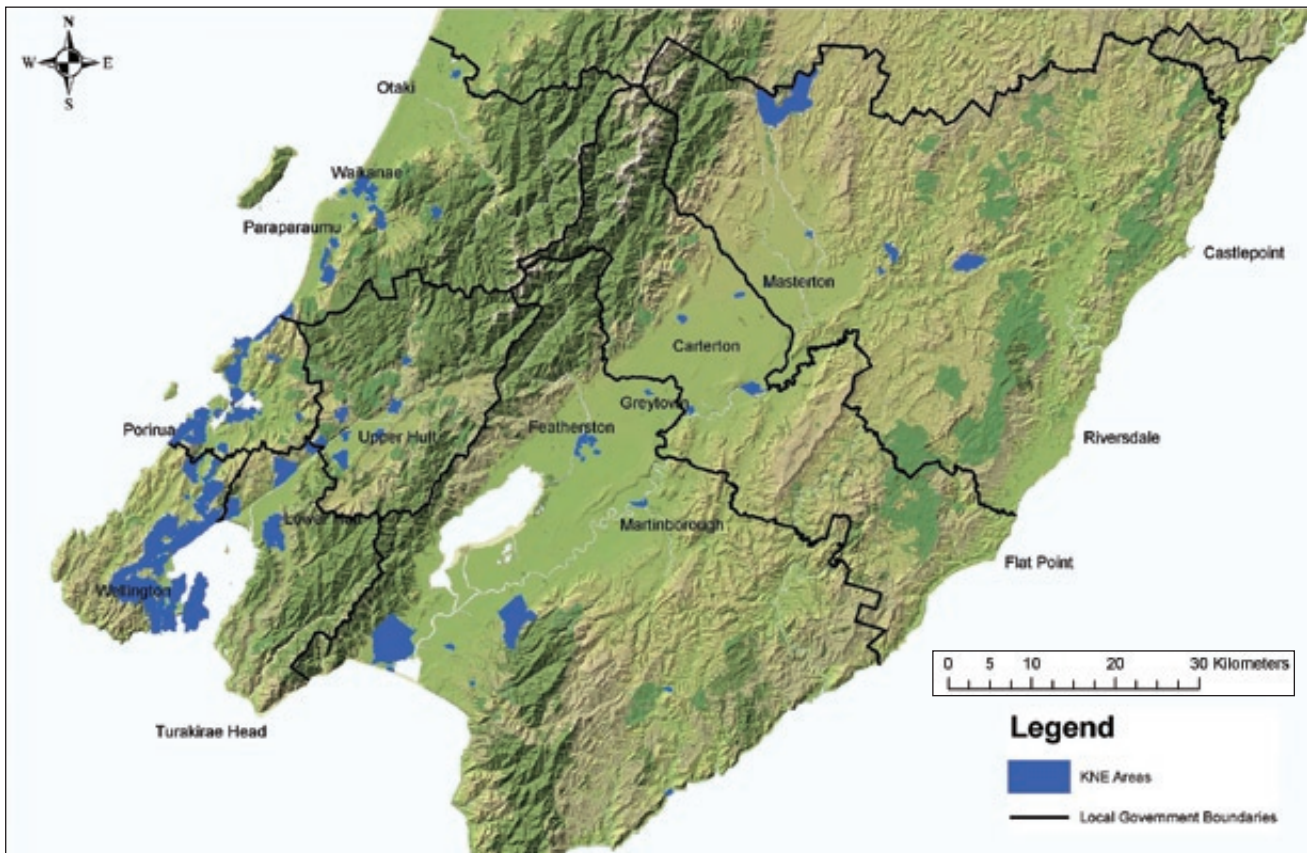 N
W E
S
Otaki
Waikanae
Paraparaumu
Castlepoint
Masterton
Carterton
Greytown
Featherston
Porirua
Upper Hutt
Riversdale
Lower Hutt
Martinborough
Flat Point
Wellington
0 5 10 20 30 Kilometers
Turakirae Head
Legend
KNE Areas
Local Government Boundaries